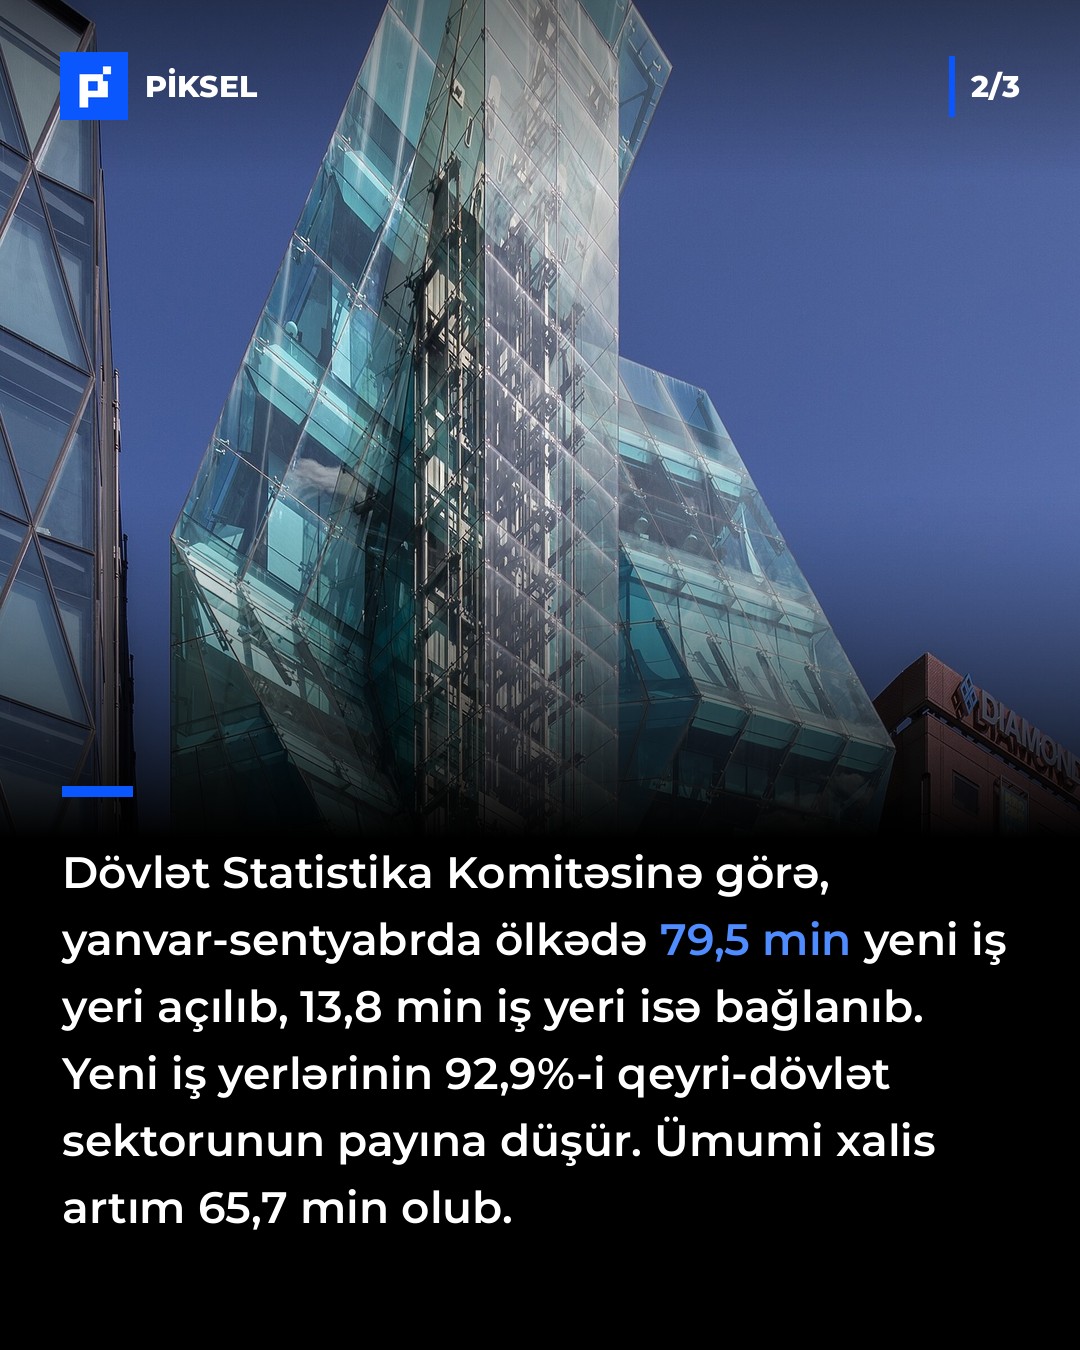 PİKSEL
2/3
DIAMOND
Dövlət Statistika Komitəsinə görə,
yanvar-sentyabrda ölkədə 79,5 min yeni iş
yeri açılıb, 13,8 min iş yeri isə bağlanıb.
Yeni iş yerlərinin 92,9%-i qeyri-dövlət
sektorunun payına düşür. Ümumi xalis
artım 65,7 min olub.